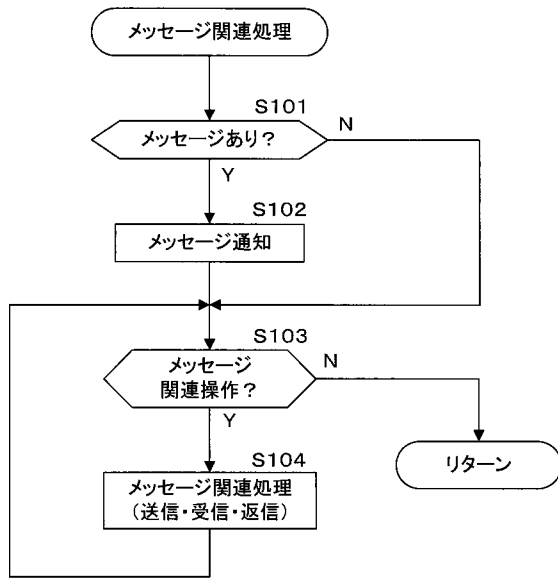 メッセージ関連処理
S101
メッセージあり?
N
Y
S102
メッセージ通知
S103
メッセージ
関連操作?
N
Y
リターン
S104
メッセージ関連処理
(送信・受信・返信)